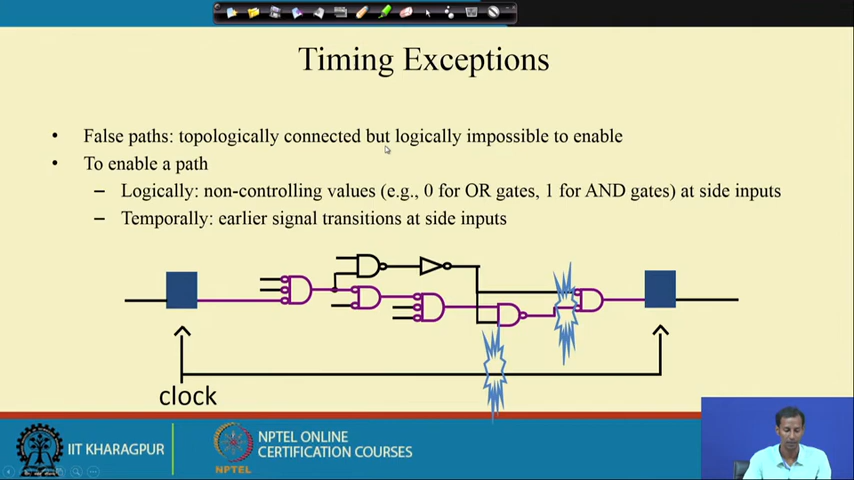 Timing Exceptions
• False paths: topologically connected but logically impossible to enable
• To enable a path
– Logically: non-controlling values (e.g., 0 for OR gates, 1 for AND gates) at side inputs
– Temporally: earlier signal transitions at side inputs
clock
IIT KHARAGPUR
NPTEL
NPTEL ONLINE
CERTIFICATION COURSES